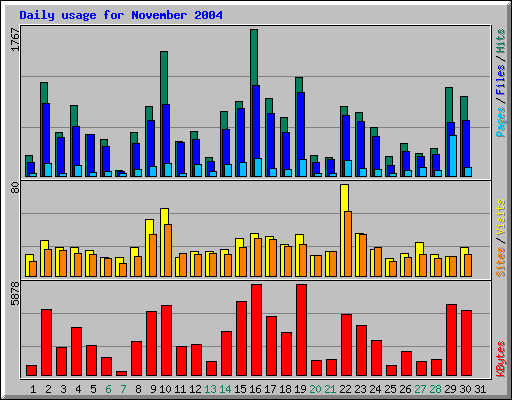 Daily usage for November 2004
1767
Pages / Files / Hits
80
Sites / Visits
5878
KBytes
1 2 3 4 5 6 7 8 9 10 11 12 13 14 15 16 17 18 19 20 21 22 23 24 25 26 27 28 29 30 31